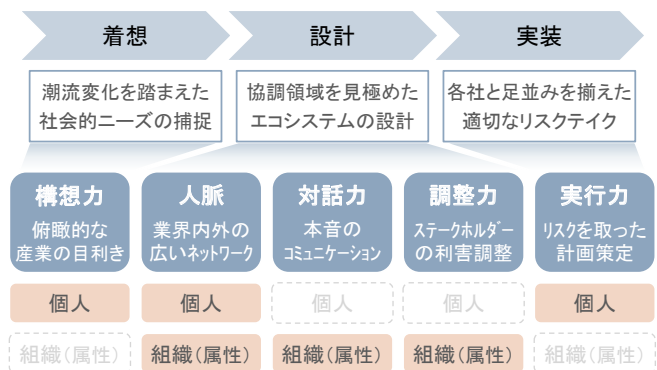 着想
設計
実装
潮流変化を踏まえた
社会的ニーズの捕捉
協調領域を見極めた
エコシステムの設計
各社と足並みを揃えた
適切なリスクテイク
構想力
俯瞰的な
産業の目利き
人脈
業界内外の
広いネットワーク
対話力
本音の
コミュニケーション
調整力
ステークホルダー
の利害調整
実行力
リスクを取った
計画策定
個人
個人
個人
個人
個人
組織（属性）
組織（属性）
組織（属性）
組織（属性）
組織（属性）